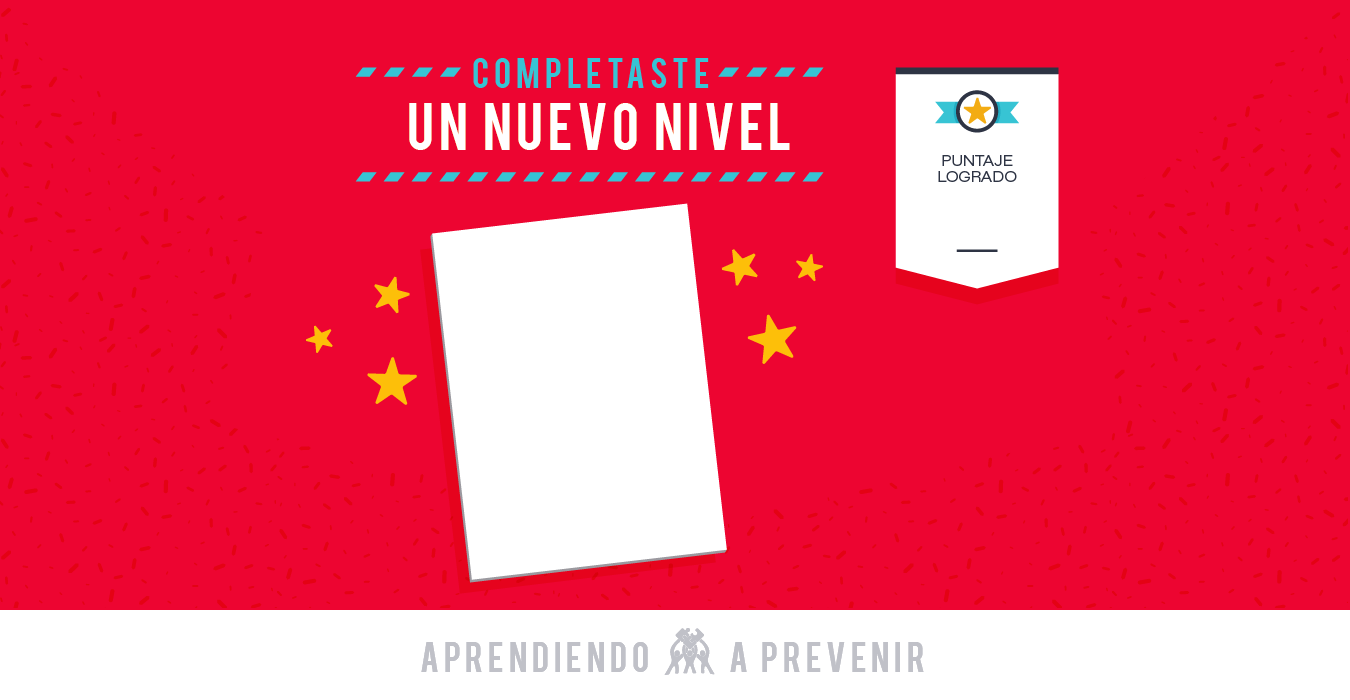 COMPLETASTE
UN NUEVO NIVEL
PUNTAJE
LOGRADO
APRENDIENDO A PREVENIR